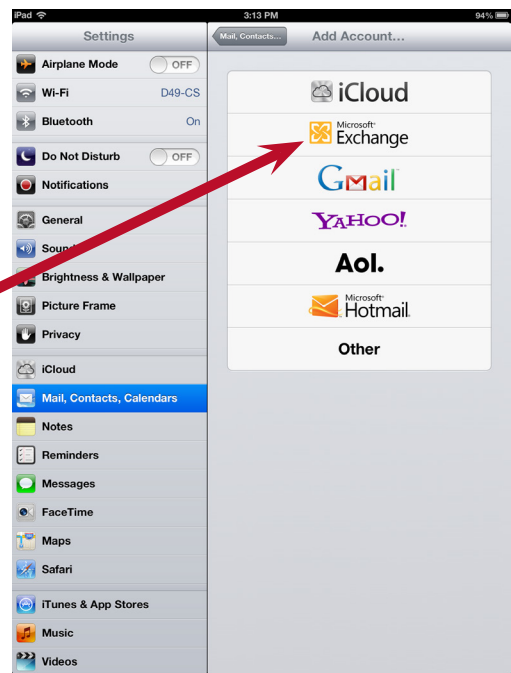 iPad 3:13 PM 94%
Settings
Mail, Contacts... Add Account...
Airplane Mode OFF
Wi-Fi D49-CS
Bluetooth On
Do Not Disturb OFF
Notifications
General
Brightness & Wallpaper
Picture Frame
Privacy
iCloud
Mail, Contacts, Calendars
Notes
Reminders
Messages
FaceTime
Maps
Safari
iTunes & App Stores
Music
Videos
iCloud
Microsoft
Exchange
Gmail
YAHOO!
Aol.
Microsoft
Hotmail
Other